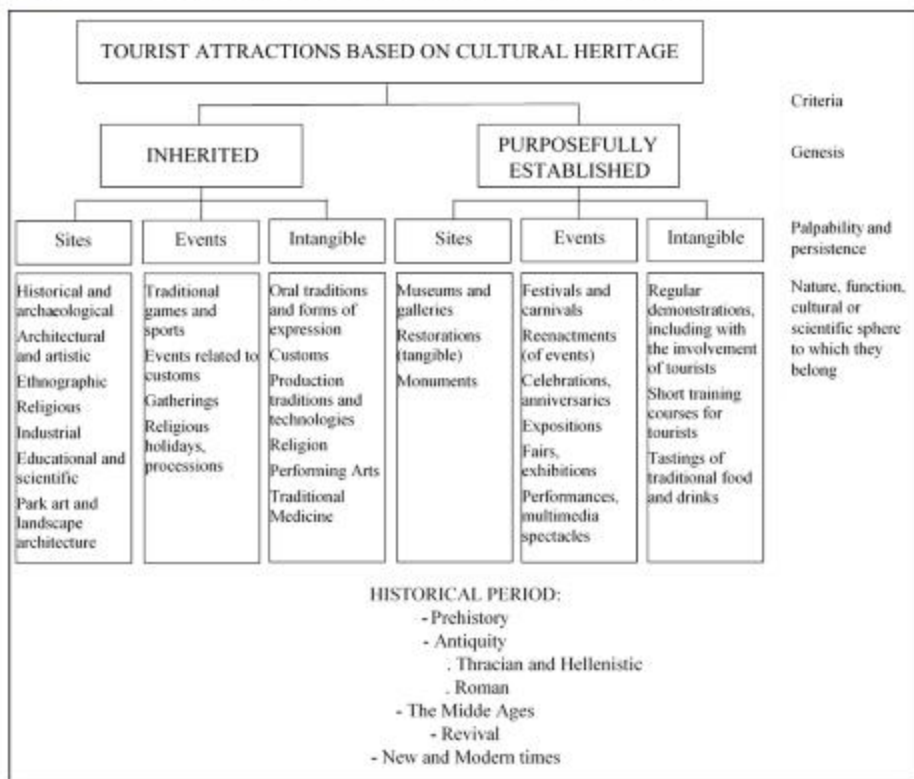 TOURIST ATTRACTIONS BASED ON CULTURAL HERITAGE
Criteria
INHERITED
PURPOSEFULLY
ESTABLISHED
Genesis
Sites
Events
Intangible
Sites
Events
Intangible
Palpability and
persistence
Historical and
archaeological
Architectural
and artistic
Ethnographic
Religious
Industrial
Educational and
scientific
Park art and
landscape
architecture
Traditional
games and
sports
Events related to
customs
Gatherings
Religious
holidays,
processions
Oral traditions
and forms of
expression
Customs
Production
traditions and
technologies
Religion
Performing Arts
Traditional
Medicine
Museums and
galleries
Restorations
(tangible)
Monuments
Festivals and
carnivals
Reenactments
(of events)
Celebrations,
anniversaries
Expositions
Fairs,
exhibitions
Performances,
multimedia
spectacles
Regular
demonstrations,
including with
the involvement
of tourists
Short training
courses for
tourists
Tastings of
traditional food
and drinks
Nature, function,
cultural or
scientific sphere
to which they
belong
HISTORICAL PERIOD:
- Prehistory
- Antiquity
. Thracian and Hellenistic
. Roman
- The Midde Ages
- Revival
- New and Modern times